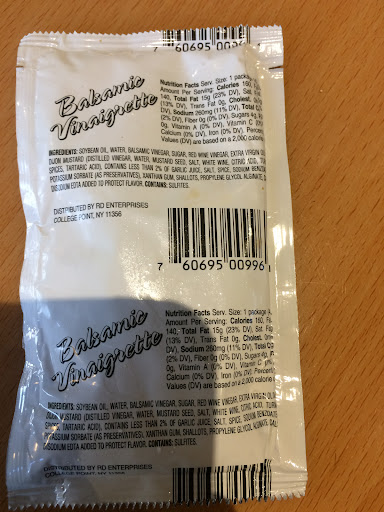 7 60695 0096
Balsamic
Vinaigrette
Nutrition Facts Serv. Size: 1 pack
Amount Per Serving: Calories 160,
140, Total Fat 15g (23% DV), Sat.
(13% DV), Trans Fat 0g, Cholest.
DV), Sodium 260mg (11% DV), Total
(2% DV), Fiber 0g (0% DV), Sugars 4g,
0g, Vitamin A (0% DV), Vitamin C
Calcium (0% DV), Iron (0% DV). Percent
Values (DV) are based on a 2,000 calorie
INGREDIENTS: SOYBEAN OIL, WATER, BALSAMIC VINEGAR, SUGAR, RED WINE VINEGAR, EXTRA VIRGIN
DIJON MUSTARD (DISTILLED VINEGAR, WATER, MUSTARD SEED, SALT, WHITE WINE, CITRIC ACID,
SPICES, TARTARIC ACID), CONTAINS LESS THAN 2% OF GARLIC JUICE, SALT, SPICE, SODIUM
POTASSIUM SORBATE (AS PRESERVATIVES), XANTHAN GUM, SHALLOTS, PROPYLENE GLYCOL
DISODIUM EDTA ADDED TO PROTECT FLAVOR. CONTAINS: SULFITES.
DISTRIBUTED BY RD ENTERPRISES
COLLEGE POINT, NY 11356
7 60695 00996
Balsamic
Vinaigrette
Nutrition Facts Serv. Size: 1 package
Amount Per Serving: Calories 160,
140, Total Fat 15g (23% DV), Sat.
(13% DV), Trans Fat 0g, Cholest.
DV), Sodium 260mg (11% DV), Total
(2% DV), Fiber 0g (0% DV), Sugars 4g,
0g, Vitamin A (0% DV), Vitamin C
Calcium (0% DV), Iron (0% DV). Percent
Values (DV) are based on a 2,000 calorie
INGREDIENTS: SOYBEAN OIL, WATER, BALSAMIC VINEGAR, SUGAR, RED WINE VINEGAR, EXTRA VIRGIN
DIJON MUSTARD (DISTILLED VINEGAR, WATER, MUSTARD SEED, SALT, WHITE WINE, CITRIC ACID,
SPICES, TARTARIC ACID), CONTAINS LESS THAN 2% OF GARLIC JUICE, SALT, SPICE, SODIUM
POTASSIUM SORBATE (AS PRESERVATIVES), XANTHAN GUM, SHALLOTS, PROPYLENE GLYCOL
DISODIUM EDTA ADDED TO PROTECT FLAVOR. CONTAINS: SULFITES.
DISTRIBUTED BY RD ENTERPRISES
COLLEGE POINT, NY 11356